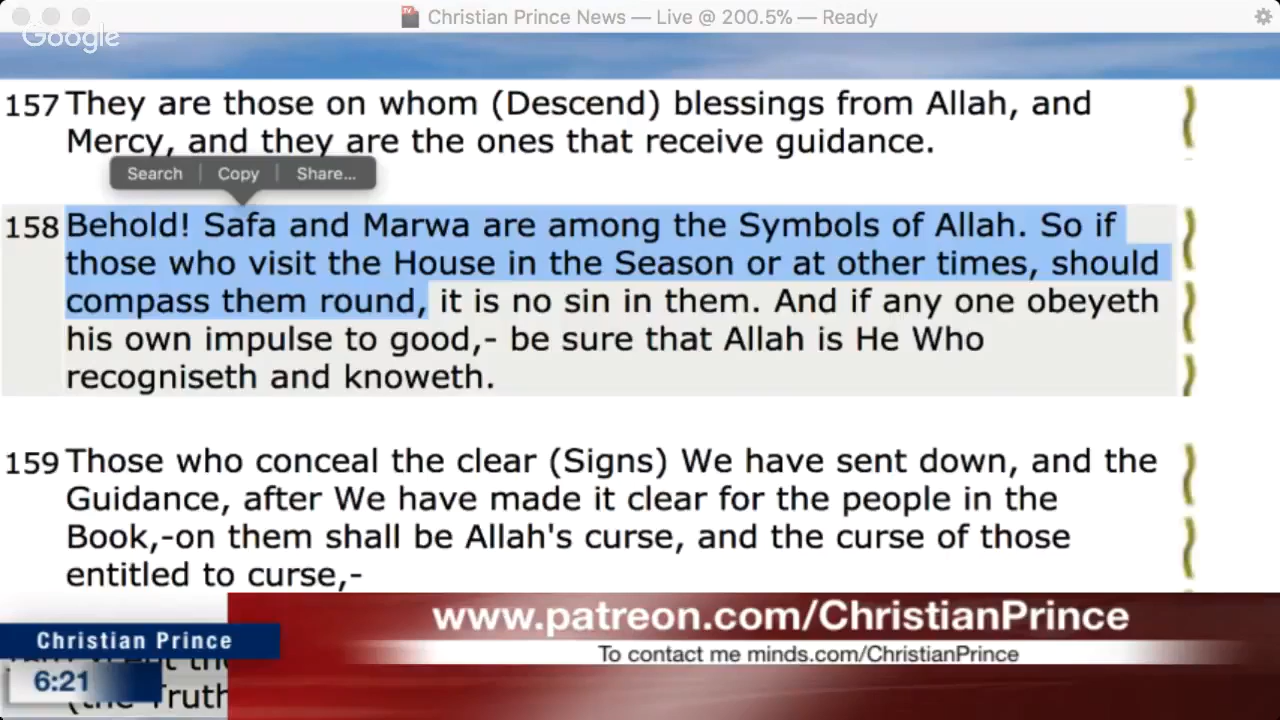 Christian Prince News — Live @ 200.5% — Ready
Google
157 They are those on whom (Descend) blessings from Allah, and
Mercy, and they are the ones that receive guidance.
Search Copy Share...
158 Behold! Safa and Marwa are among the Symbols of Allah. So if
those who visit the House in the Season or at other times, should
compass them round, it is no sin in them. And if any one obeyeth
his own impulse to good,- be sure that Allah is He Who
recogniseth and knoweth.
159 Those who conceal the clear (Signs) We have sent down, and the
Guidance, after We have made it clear for the people in the
Book,-on them shall be Allah's curse, and the curse of those
entitled to curse,-
www.patreon.com/ChristianPrince
Christian Prince
To contact me minds.com/ChristianPrince
6:21
(the Truth